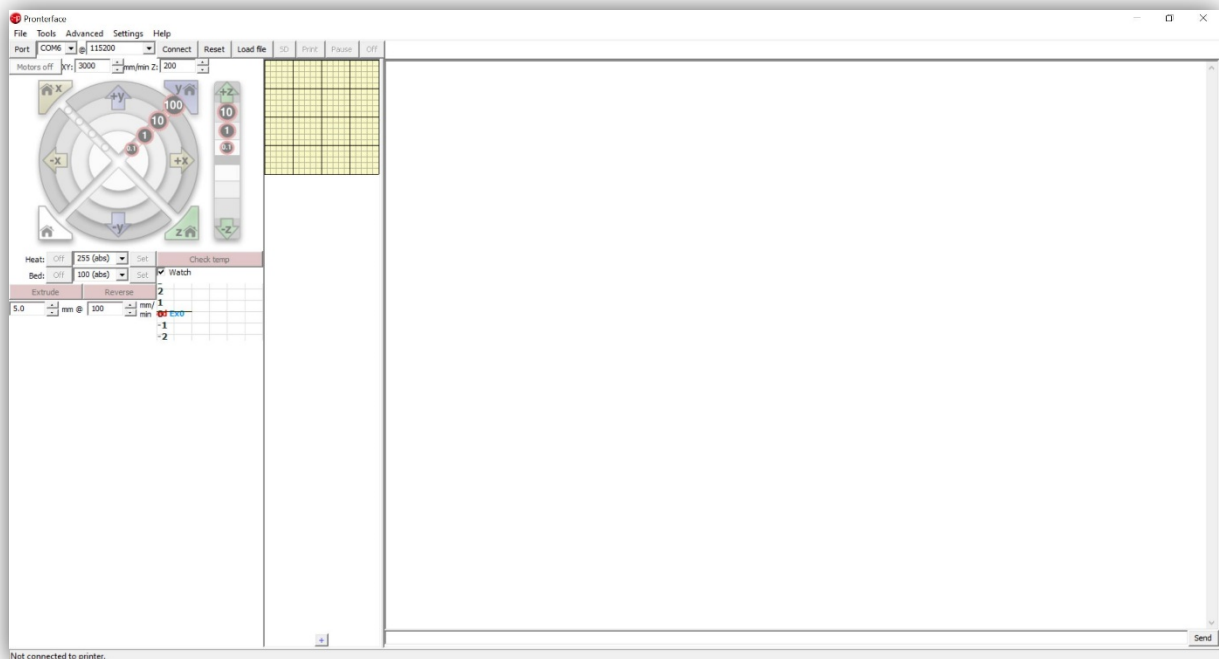 Pronterface
File Tools Advanced Settings Help
Port COM6 @ 115200 Connect Reset Load file SD Print Pause Off
Motors off XY: 3000 mm/min Z: 200
x +y y +z
100 10
10 1
1 0.1
0.1
-x +x
-y z -z
Heat: Off 255 (abs) Set Check temp
Bed: Off 100 (abs) Set Watch
Extrude Reverse
5.0 mm @ 100 mm/
min
2
1
0 Ex0
-1
-2
+
Send
Not connected to printer.